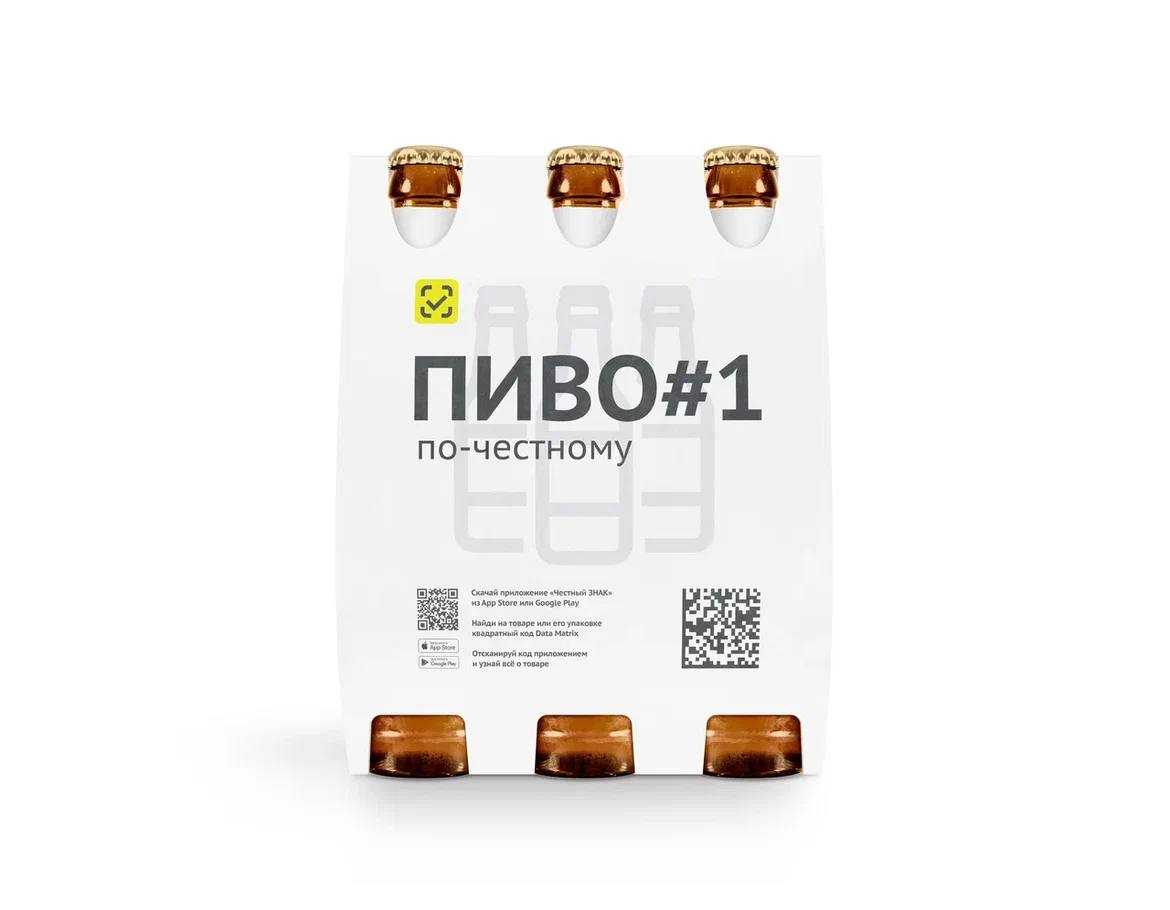 ПИВО#1
по-честному
Скачай приложение «Честный ЗНАК»
из App Store или Google Play
Найди на товаре или его упаковке
квадратный код Data Matrix
Отсканируй код приложением
и узнай всё о товаре
App Store
Google Play